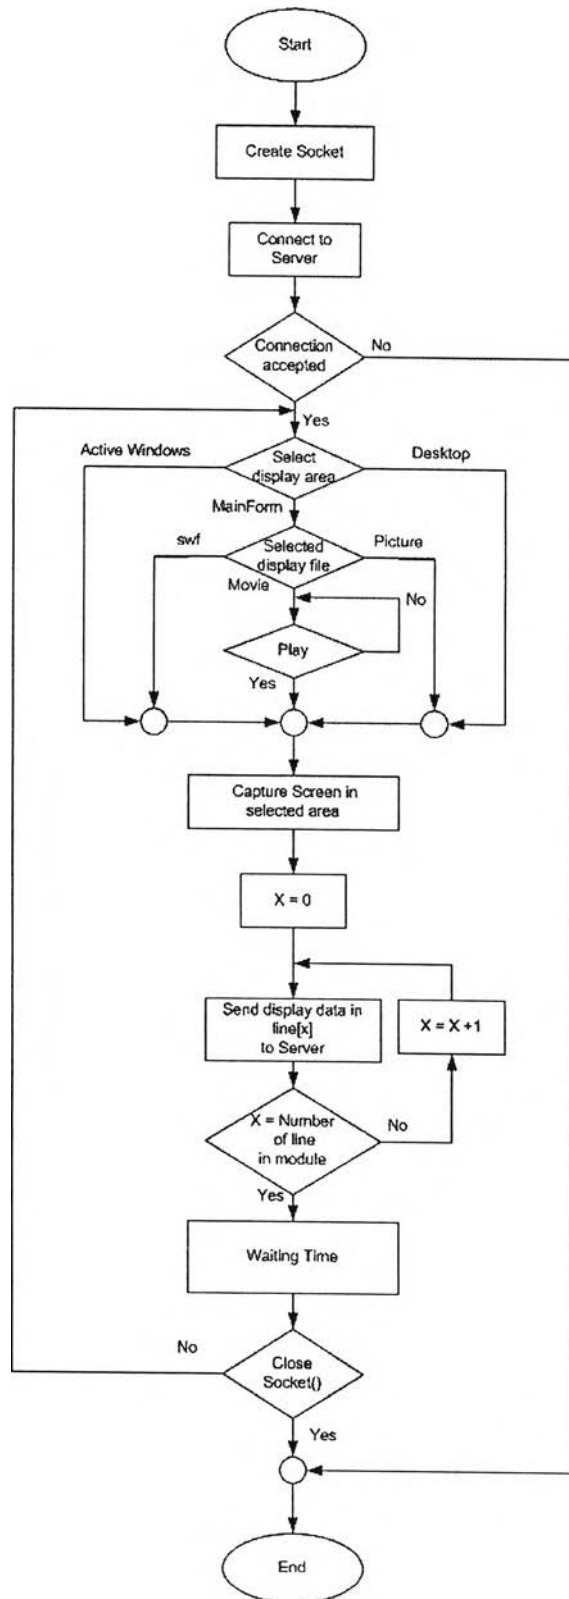 Start
Create Socket
Connect to
Server
Connection
accepted
No
Yes
Active Windows
Select
display area
Desktop
MainForm
swf
Selected
display file
Picture
Movie
No
Play
Yes
Capture Screen in
selected area
X = 0
Send display data in
line[x]
to Server
X = X +1
X = Number
of line
in module
No
Yes
Waiting Time
No
Close
Socket()
Yes
End